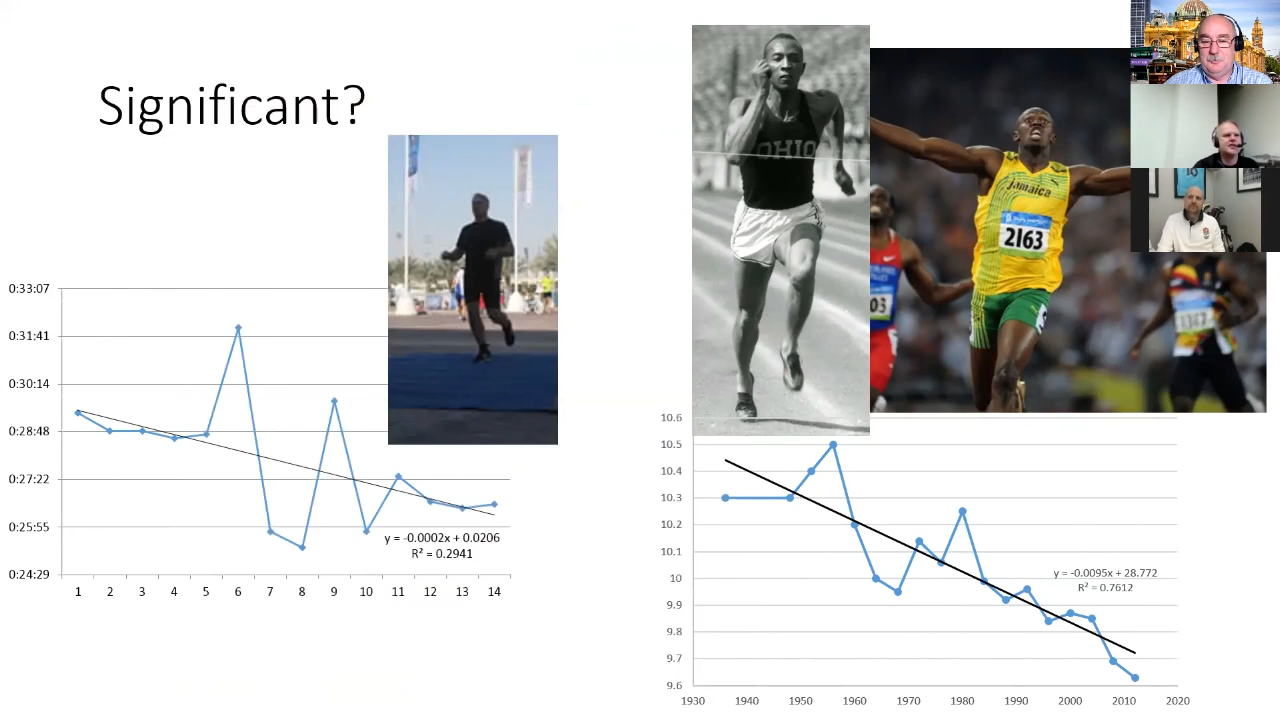 Significant?
0:33:07
0:31:41
0:30:14
0:28:48
0:27:22
0:25:55
0:24:29
1 2 3 4 5 6 7 8 9 10 11 12 13 14
y = -0.0002x + 0.0206
R² = 0.2941
OHIO
Jamaica
2163
03
10.6
10.5
10.4
10.3
10.2
10.1
10
9.9
9.8
9.7
9.6
1930 1940 1950 1960 1970 1980 1990 2000 2010 2020
y = -0.0095x + 28.772
R² = 0.7612